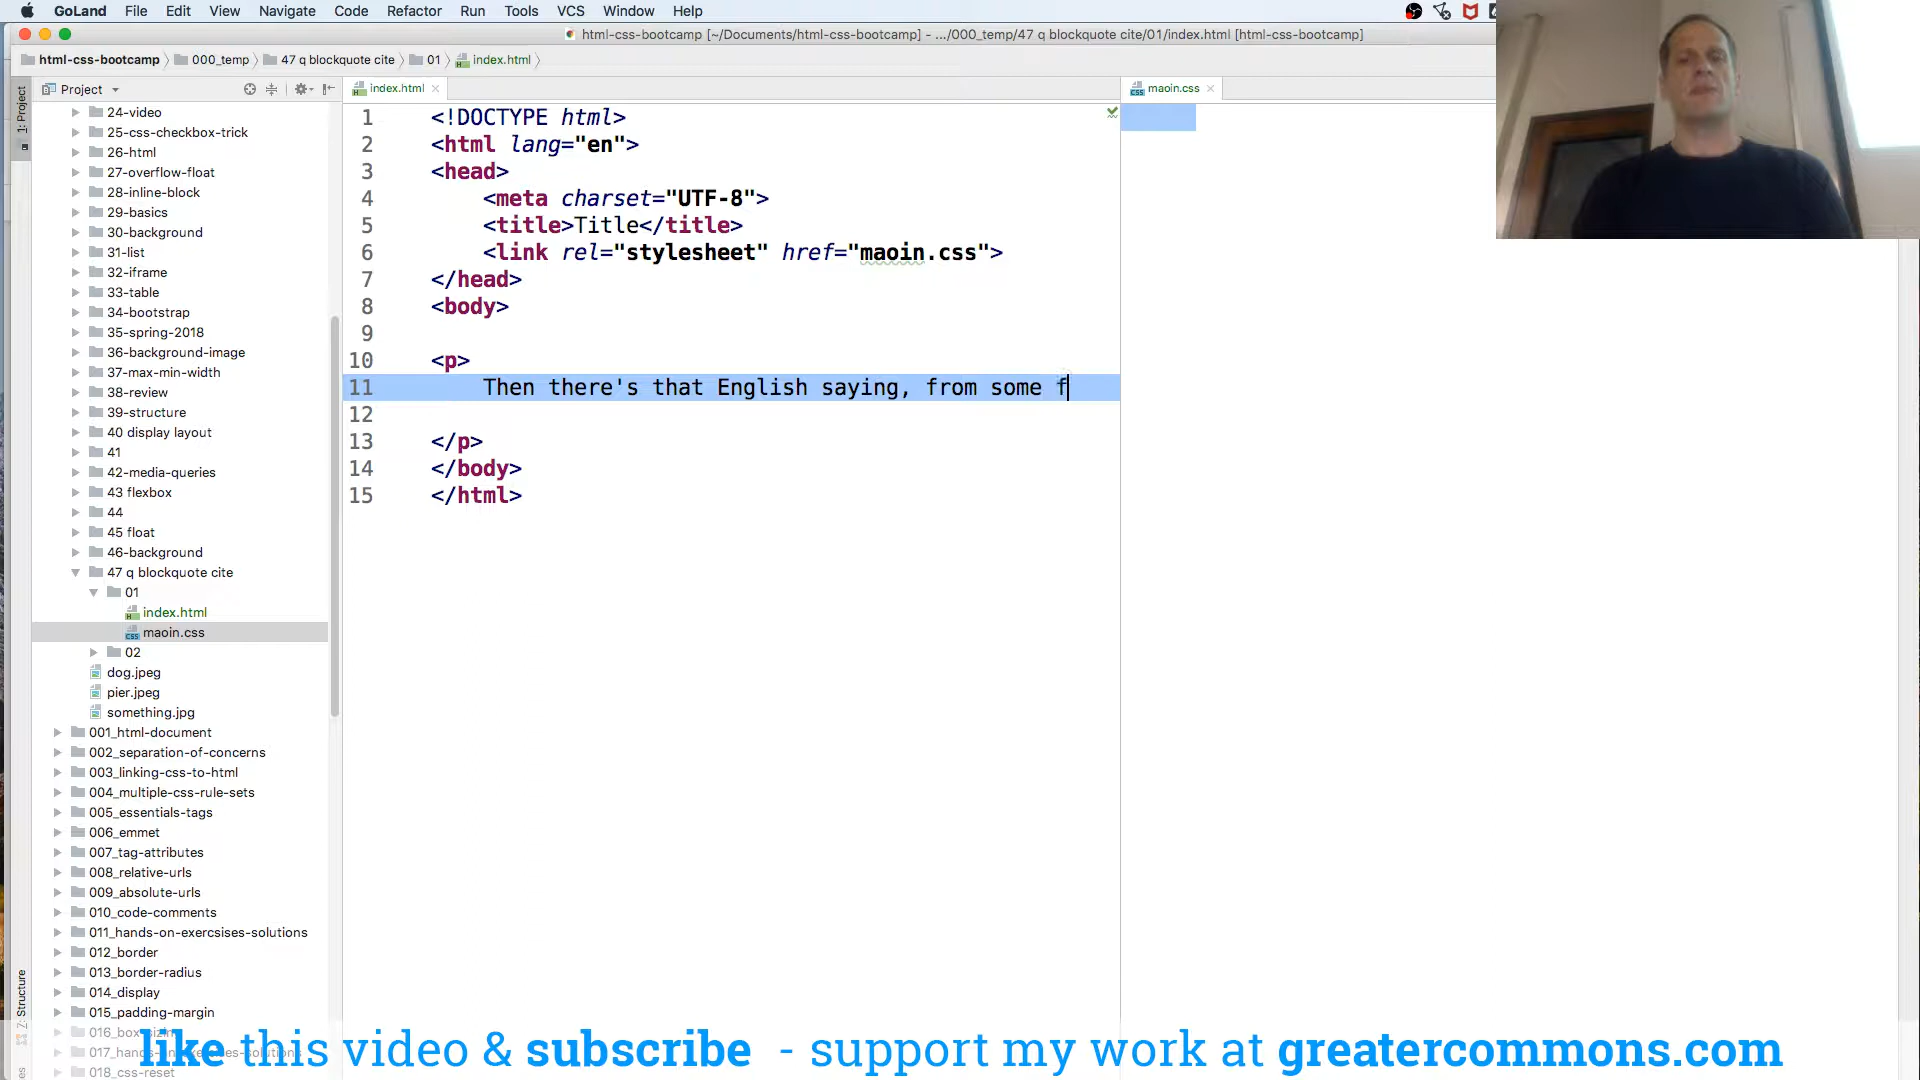 GoLand File Edit View Navigate Code Refactor Run Tools VCS Window Help
html-css-bootcamp [~/Documents/html-css-bootcamp] - .../000_temp/47 q blockquote cite/01/index.html [html-css-bootcamp]
html-css-bootcamp 000_temp 47 q blockquote cite 01 index.html
Project
index.html
maoin.css
1: Project
24-video
25-css-checkbox-trick
26-html
27-overflow-float
28-inline-block
29-basics
30-background
31-list
32-iframe
33-table
34-bootstrap
35-spring-2018
36-background-image
37-max-min-width
38-review
39-structure
40 display layout
41
42-media-queries
43 flexbox
44
45 float
46-background
47 q blockquote cite
01
index.html
maoin.css
02
dog.jpeg
pier.jpeg
something.jpg
001_html-document
002_separation-of-concerns
003_linking-css-to-html
004_multiple-css-rule-sets
005_essentials-tags
006_emmet
007_tag-attributes
008_relative-urls
009_absolute-urls
010_code-comments
011_hands-on-exercsises-solutions
012_border
013_border-radius
014_display
015_padding-margin
018_css-reset
Z: Structure
1 <!DOCTYPE html>
2 <html lang="en">
3 <head>
4 <meta charset="UTF-8">
5 <title>Title</title>
6 <link rel="stylesheet" href="maoin.css">
7 </head>
8 <body>
9
10 <p>
11 Then there's that English saying, from some f
12
13 </p>
14 </body>
15 </html>
like this video & subscribe - support my work at greatercommons.com